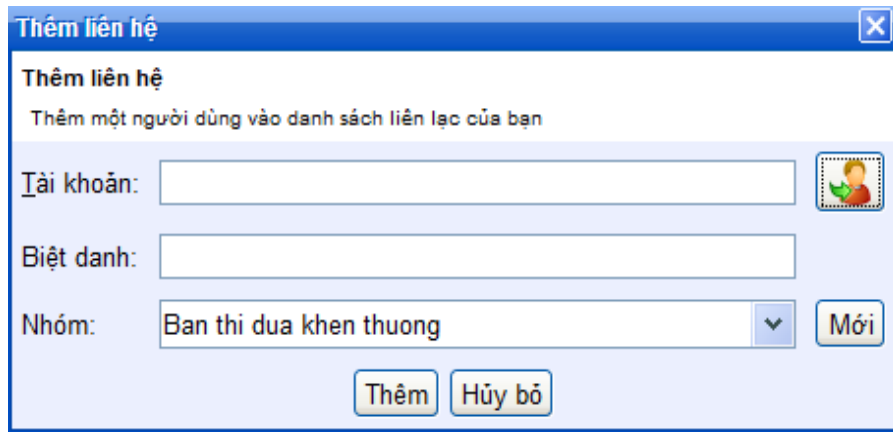 Thêm liên hệ
Thêm liên hệ
Thêm một người dùng vào danh sách liên lạc của bạn
Tài khoản:
Biệt danh:
Nhóm: Ban thi dua khen thuong Mới
Thêm Hủy bỏ